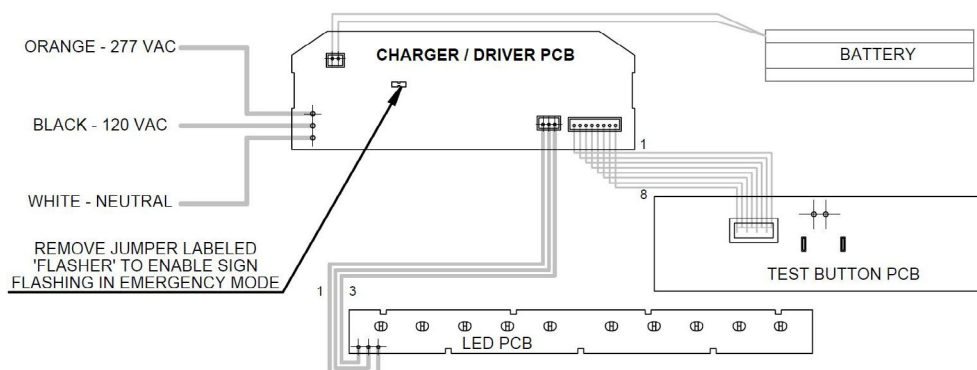 ORANGE - 277 VAC
CHARGER / DRIVER PCB
BATTERY
BLACK - 120 VAC
1
WHITE - NEUTRAL
8
REMOVE JUMPER LABELED
'FLASHER' TO ENABLE SIGN
FLASHING IN EMERGENCY MODE
TEST BUTTON PCB
1 3
LED PCB